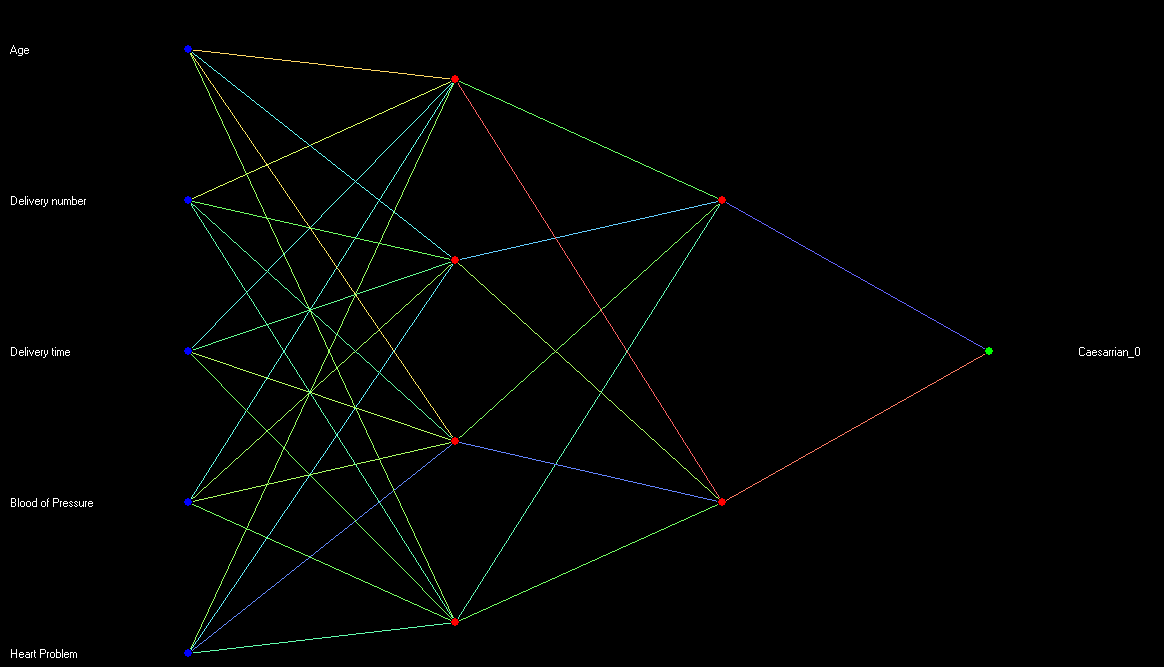 Age
Delivery number
Delivery time
Caesarrian_0
Blood of Pressure
Heart Problem